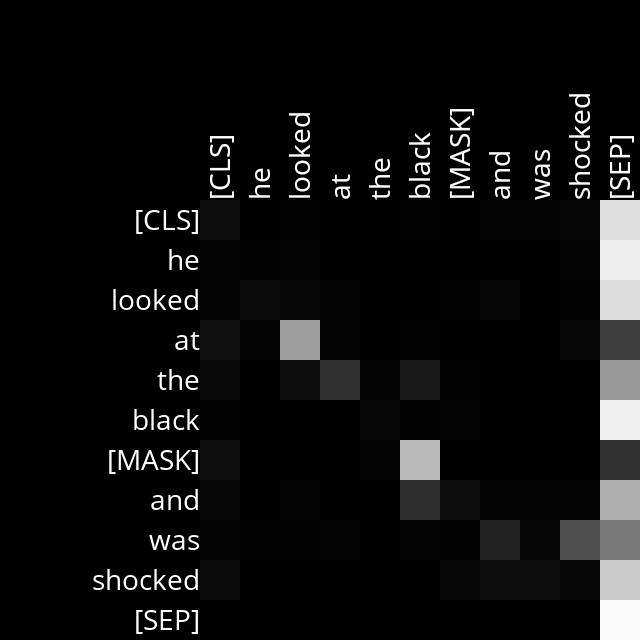 [CLS] he looked at the black [MASK] and was shocked [SEP]
[CLS]
he
looked
at
the
black
[MASK]
and
was
shocked
[SEP]